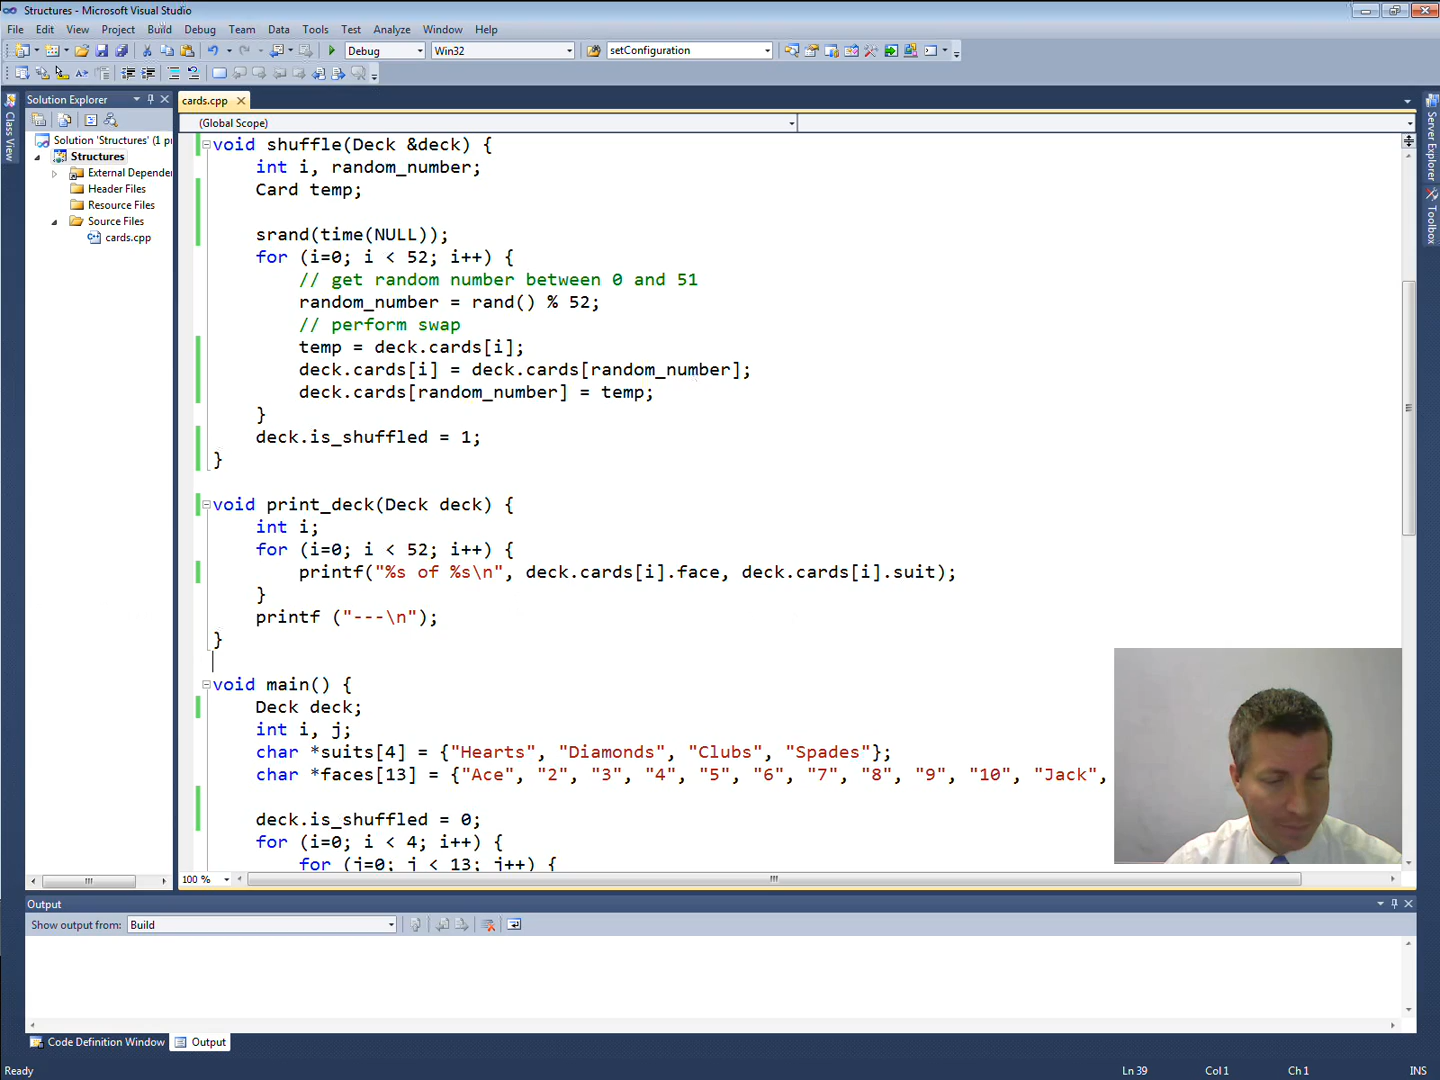 Structures - Microsoft Visual Studio
File Edit View Project Build Debug Team Data Tools Test Analyze Window Help
Debug Win32 setConfiguration
Solution Explorer
cards.cpp
(Global Scope)
Class View
Server Explorer
Toolbox
Solution 'Structures' (1 pr
Structures
External Depende
Header Files
Resource Files
Source Files
cards.cpp
void shuffle(Deck &deck) {
int i, random_number;
Card temp;
srand(time(NULL));
for (i=0; i < 52; i++) {
// get random number between 0 and 51
random_number = rand() % 52;
// perform swap
temp = deck.cards[i];
deck.cards[i] = deck.cards[random_number];
deck.cards[random_number] = temp;
}
deck.is_shuffled = 1;
}
void print_deck(Deck deck) {
int i;
for (i=0; i < 52; i++) {
printf("%s of %s\n", deck.cards[i].face, deck.cards[i].suit);
}
printf ("---\n");
}
void main() {
Deck deck;
int i, j;
char *suits[4] = {"Hearts", "Diamonds", "Clubs", "Spades"};
char *faces[13] = {"Ace", "2", "3", "4", "5", "6", "7", "8", "9", "10", "Jack",
deck.is_shuffled = 0;
for (i=0; i < 4; i++) {
for (j=0; j < 13; j++) {
100 %
Output
Show output from: Build
Code Definition Window Output
Ready Ln 39 Col 1 Ch 1 INS